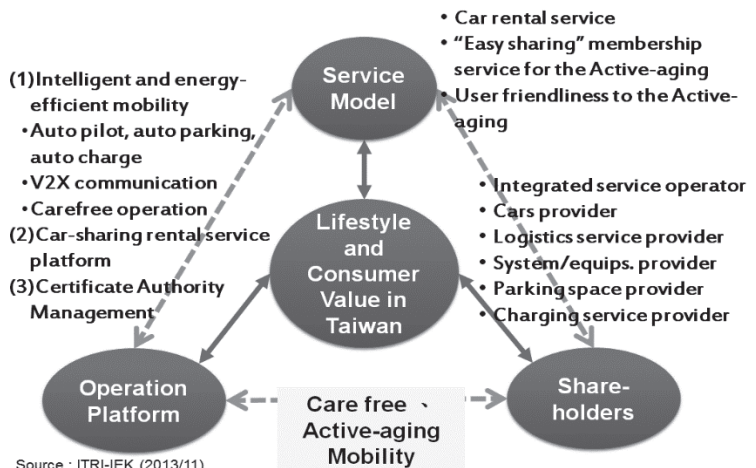 • Car rental service
• “Easy sharing” membership
service for the Active-aging
• User friendliness to the Active-
aging
Service
Model
(1)Intelligent and energy-
efficient mobility
•Auto pilot, auto parking,
auto charge
•V2X communication
•Carefree operation
(2)Car-sharing rental service
platform
(3)Certificate Authority
Management
Lifestyle
and
Consumer
Value in
Taiwan
• Integrated service operator
• Cars provider
• Logistics service provider
• System/equips. provider
• Parking space provider
• Charging service provider
Operation
Platform
Care free 、
Active-aging
Mobility
Share-
holders
Source : ITRI-IEK (2013/11)